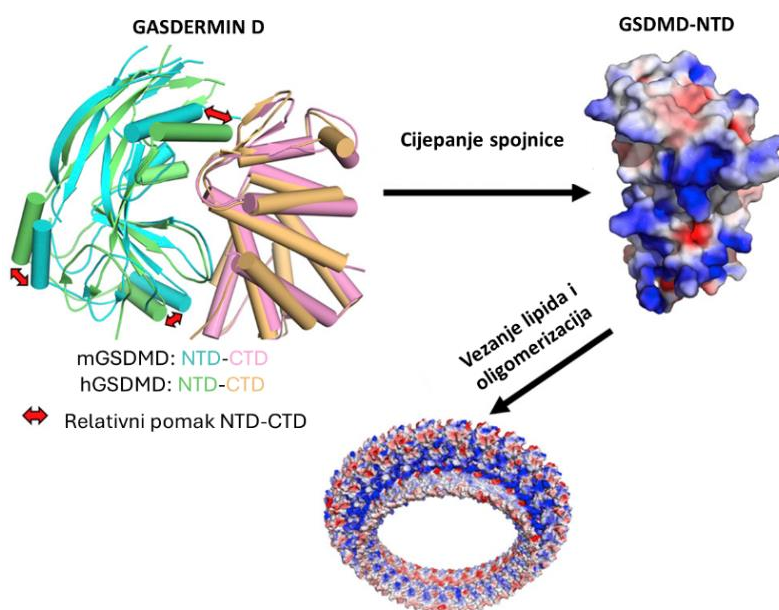 GASDERMIN D
GSDMD-NTD
Cijepanje spojnice
Vezanje lipida i
oligomerizacija
mGSDMD: NTD-CTD
hGSDMD: NTD-CTD
Relativni pomak NTD-CTD